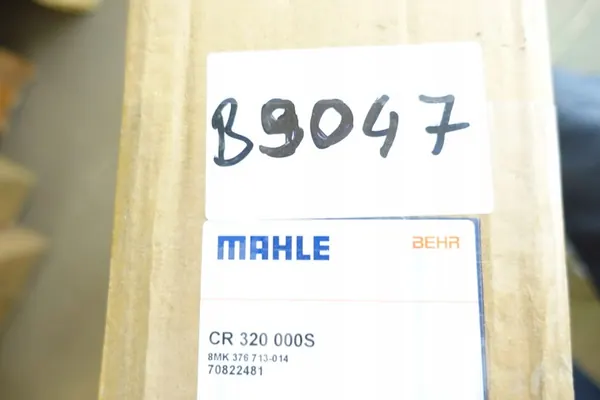 B9047
MAHLE BEHR
CR 320 000S
8MK 376 713-014
70822481